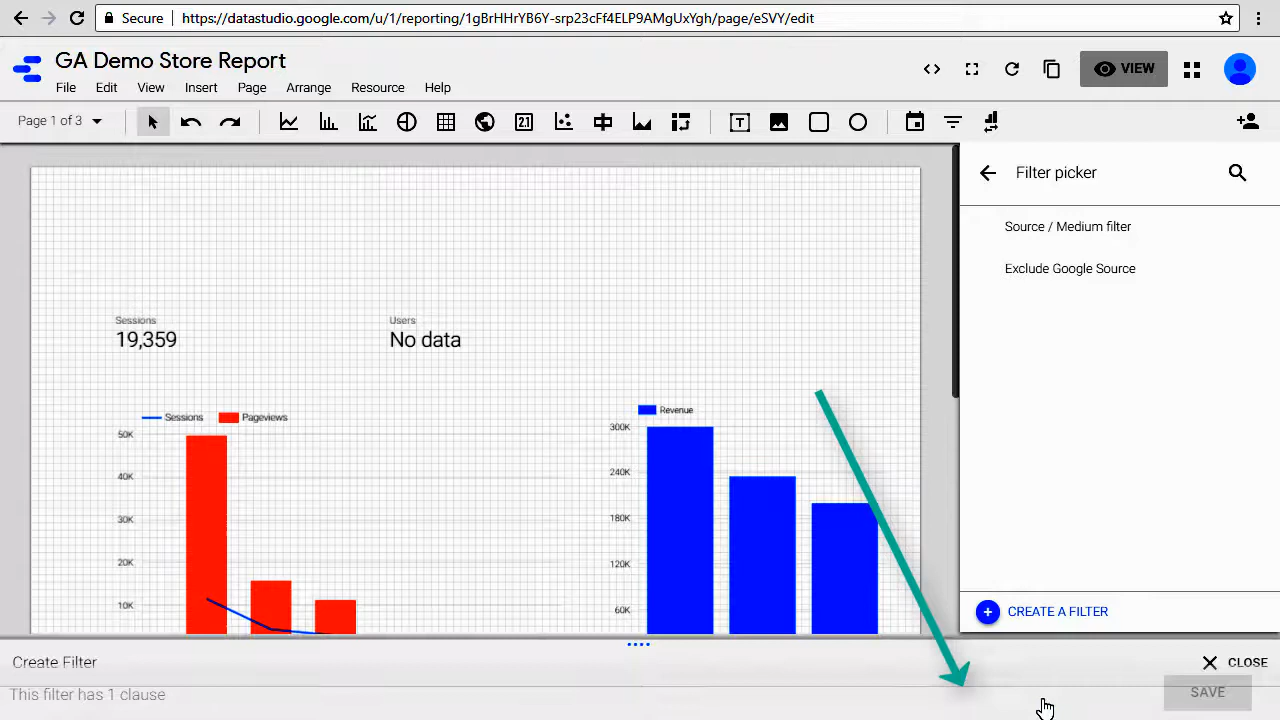 Secure https://datastudio.google.com/u/1/reporting/1gBrHHrYB6Y-srp23cFf4ELP9AMgUxYgh/page/eSVY/edit
GA Demo Store Report
File Edit View Insert Page Arrange Resource Help
VIEW
Page 1 of 3
21
T
Filter picker
Source / Medium filter
Exclude Google Source
Sessions
19,359
Users
No data
Sessions Pageviews
50K
40K
30K
20K
10K
Revenue
300K
240K
180K
120K
60K
CREATE A FILTER
Create Filter
CLOSE
This filter has 1 clause
SAVE